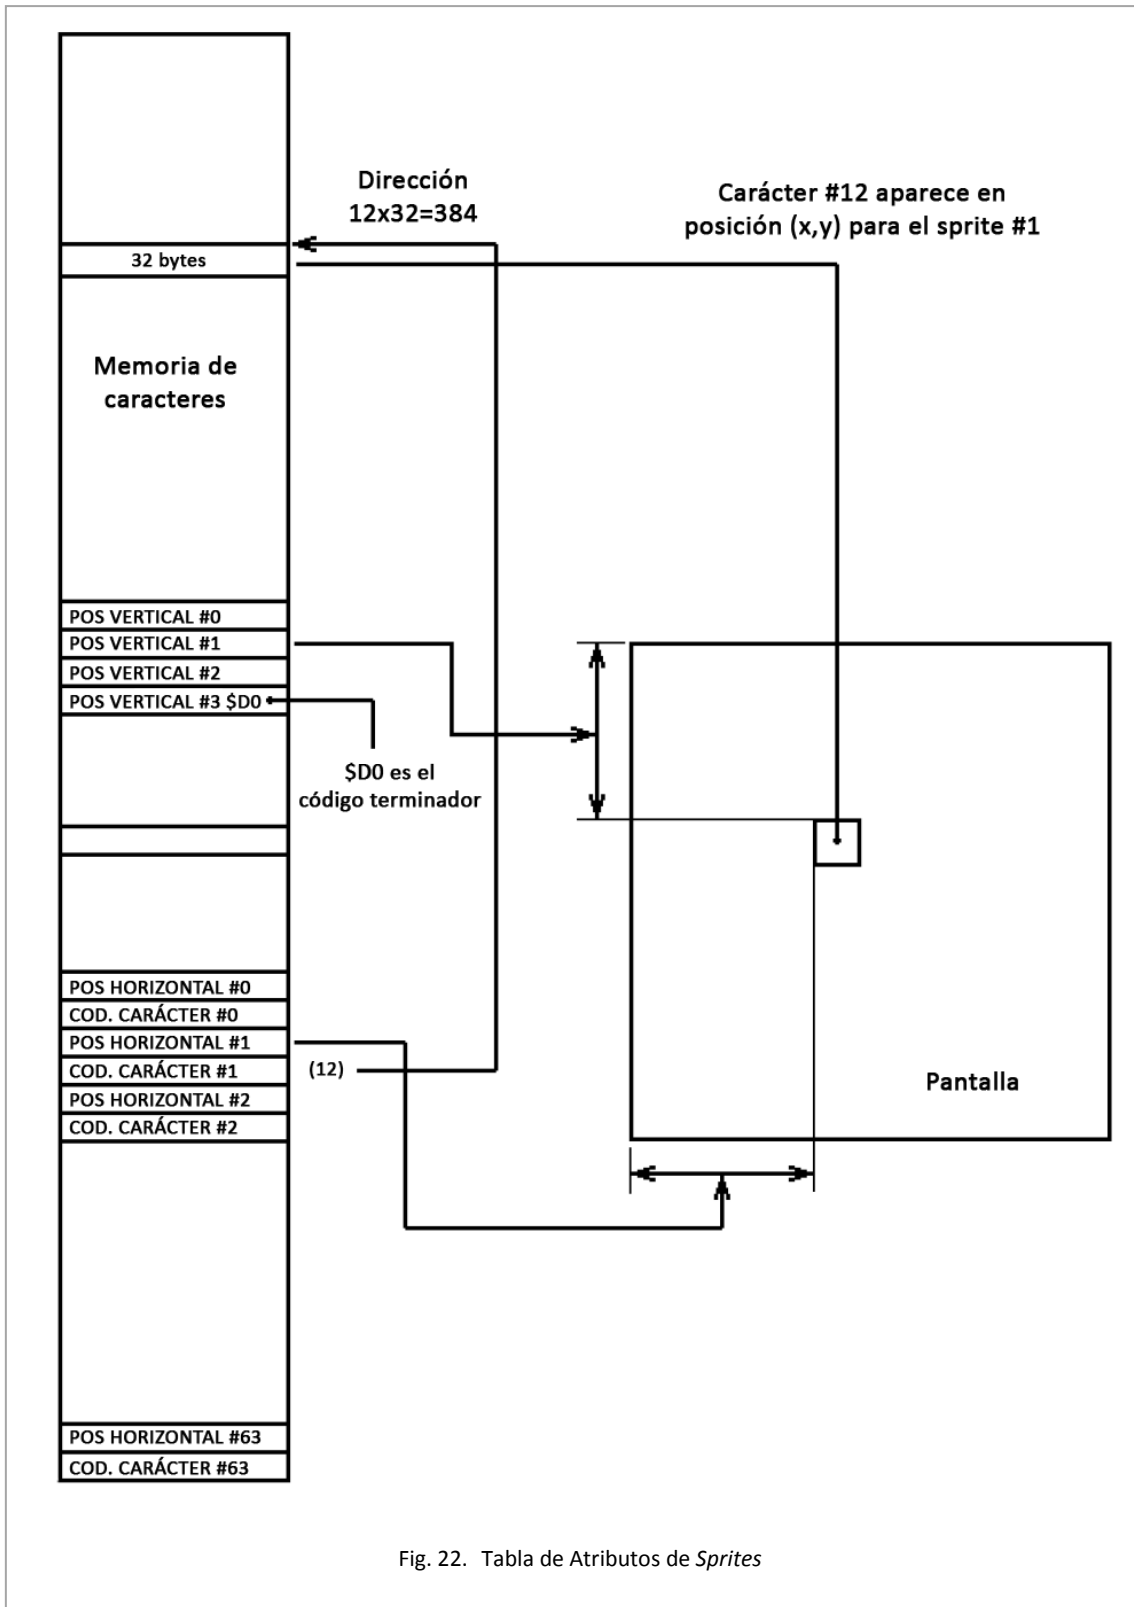 Dirección
12x32=384
Carácter #12 aparece en
posición (x,y) para el sprite #1
32 bytes
Memoria de
caracteres
POS VERTICAL #0
POS VERTICAL #1
POS VERTICAL #2
POS VERTICAL #3 $D0
$D0 es el
código terminador
POS HORIZONTAL #0
COD. CARÁCTER #0
POS HORIZONTAL #1
COD. CARÁCTER #1
(12)
POS HORIZONTAL #2
COD. CARÁCTER #2
Pantalla
POS HORIZONTAL #63
COD. CARÁCTER #63
Fig. 22. Tabla de Atributos de Sprites